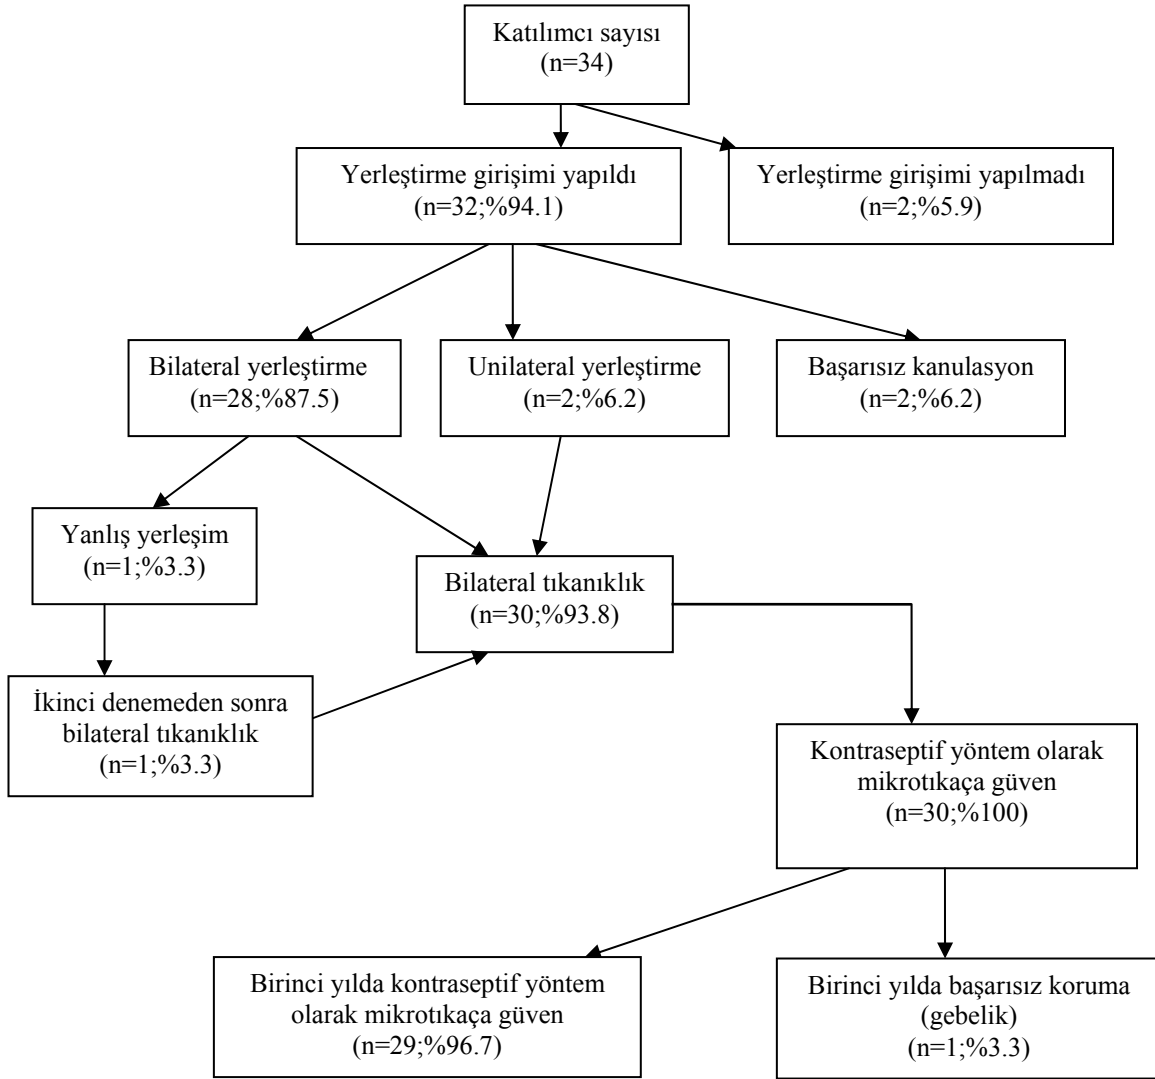 Katılımcı sayısı
(n=34)
Yerleştirme girişimi yapıldı
(n=32;%94.1)
Yerleştirme girişimi yapılmadı
(n=2;%5.9)
Bilateral yerleştirme
(n=28;%87.5)
Unilateral yerleştirme
(n=2;%6.2)
Başarısız kanulasyon
(n=2;%6.2)
Yanlış yerleşim
(n=1;%3.3)
Bilateral tıkanıklık
(n=30;%93.8)
İkinci denemeden sonra
bilateral tıkanıklık
(n=1;%3.3)
Kontraseptif yöntem olarak
mikrotıkaça güven
(n=30;%100)
Birinci yılda kontraseptif yöntem
olarak mikrotıkaça güven
(n=29;%96.7)
Birinci yılda başarısız koruma
(gebelik)
(n=1;%3.3)